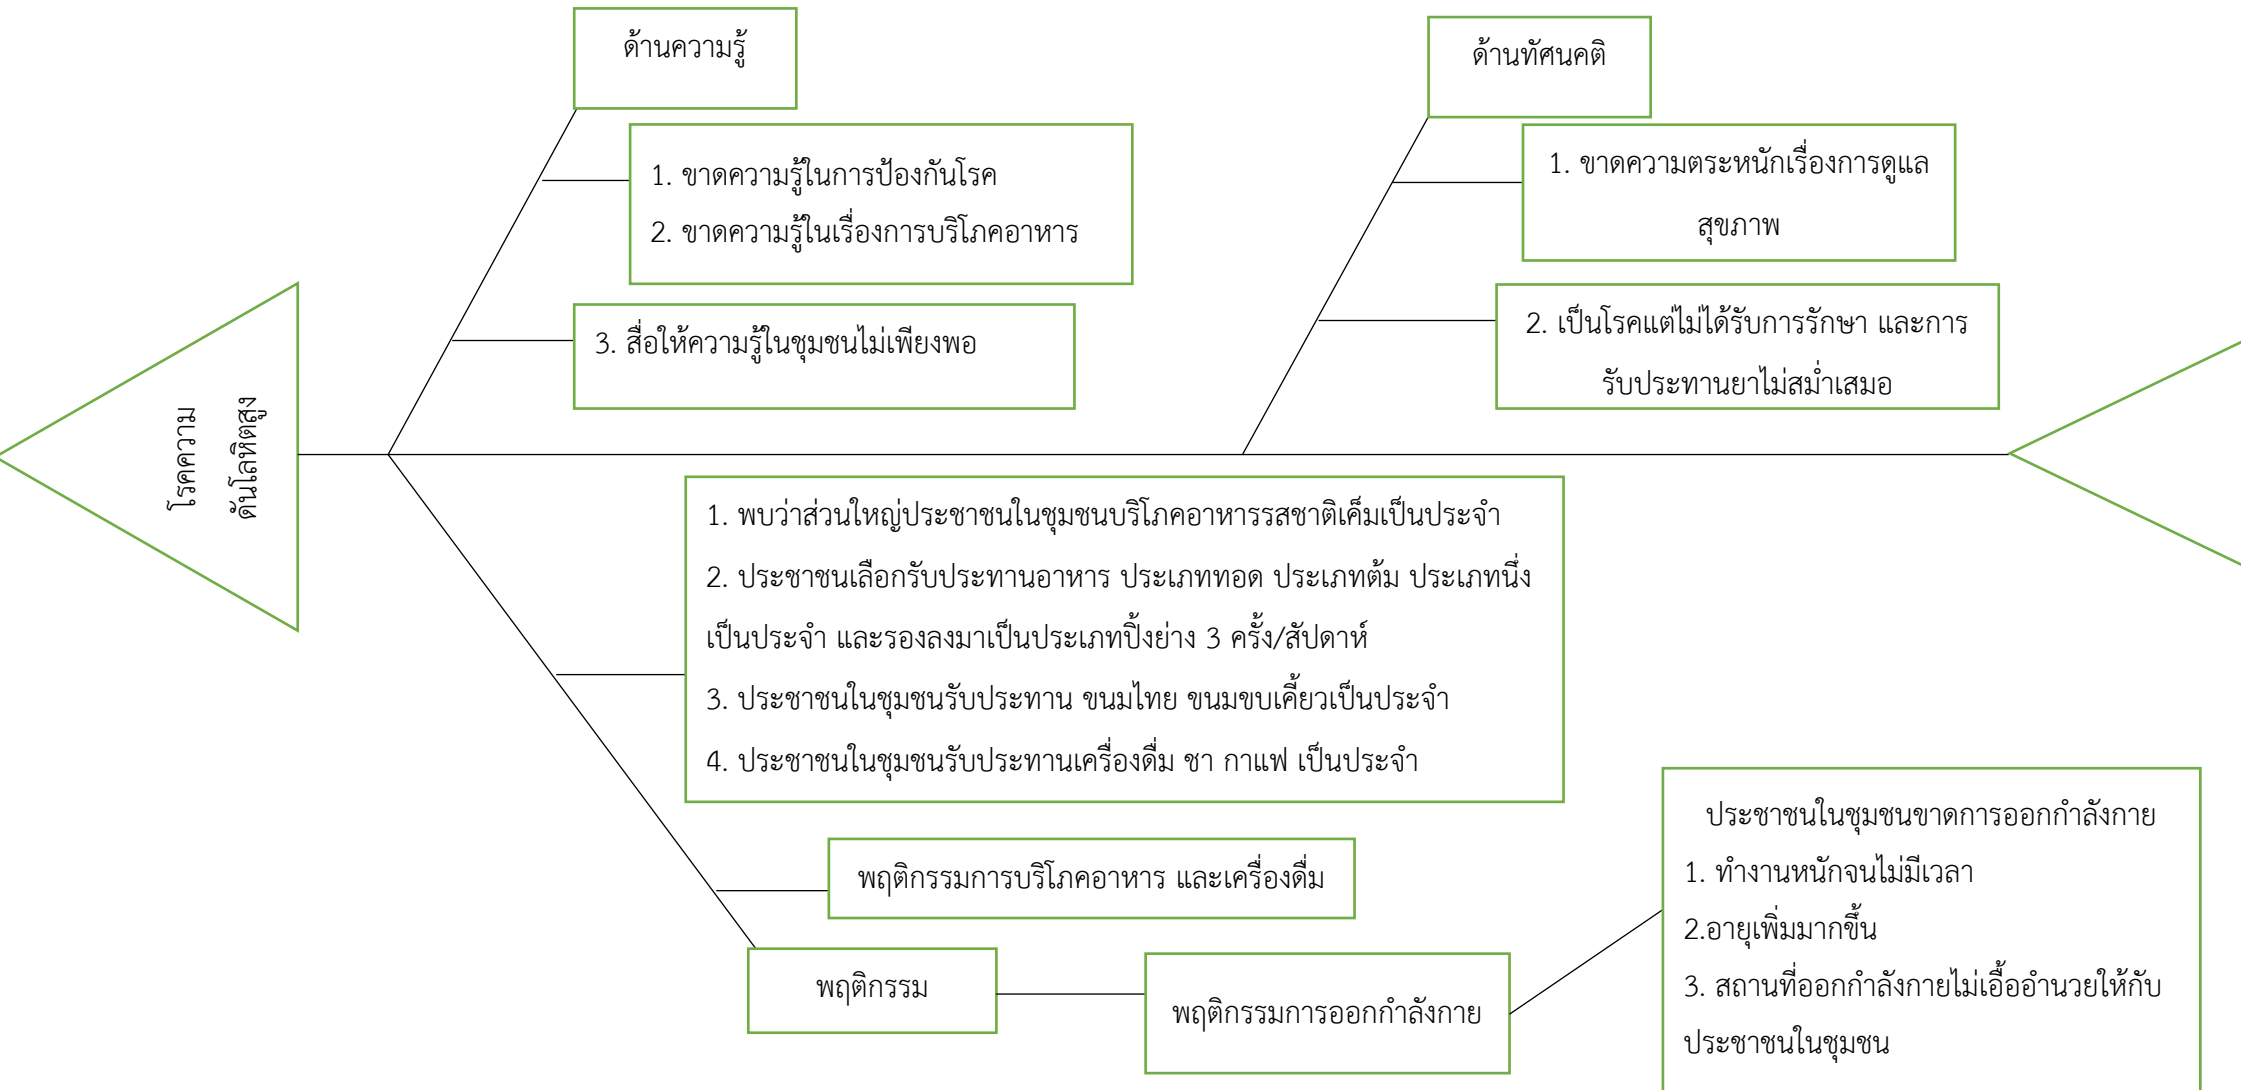 ด้านความรู้
ด้านทัศนคติ
1. ขาดความรู้ในการป้องกันโรค
2. ขาดความรู้ในเรื่องการบริโภคอาหาร
3. สื่อให้ความรู้ในชุมชนไม่เพียงพอ
1. ขาดความตระหนักเรื่องการดูแล
สุขภาพ
2. เป็นโรคแต่ไม่ได้รับการรักษา และการ
รับประทานยาไม่สม่ำเสมอ
โรคความ
ดันโลหิตสูง
1. พบว่าส่วนใหญ่ประชาชนในชุมชนบริโภคอาหารรสชาติเค็มเป็นประจำ
2. ประชาชนเลือกรับประทานอาหาร ประเภททอด ประเภทต้ม ประเภทนึ่ง
เป็นประจำ และรองลงมาเป็นประเภทปิ้งย่าง 3 ครั้ง/สัปดาห์
3. ประชาชนในชุมชนรับประทาน ขนมไทย ขนมขบเคี้ยวเป็นประจำ
4. ประชาชนในชุมชนรับประทานเครื่องดื่ม ชา กาแฟ เป็นประจำ
พฤติกรรมการบริโภคอาหาร และเครื่องดื่ม
พฤติกรรม
พฤติกรรมการออกกำลังกาย
ประชาชนในชุมชนขาดการออกกำลังกาย
1. ทำงานหนักจนไม่มีเวลา
2.อายุเพิ่มมากขึ้น
3. สถานที่ออกกำลังกายไม่เอื้ออำนวยให้กับ
ประชาชนในชุมชน